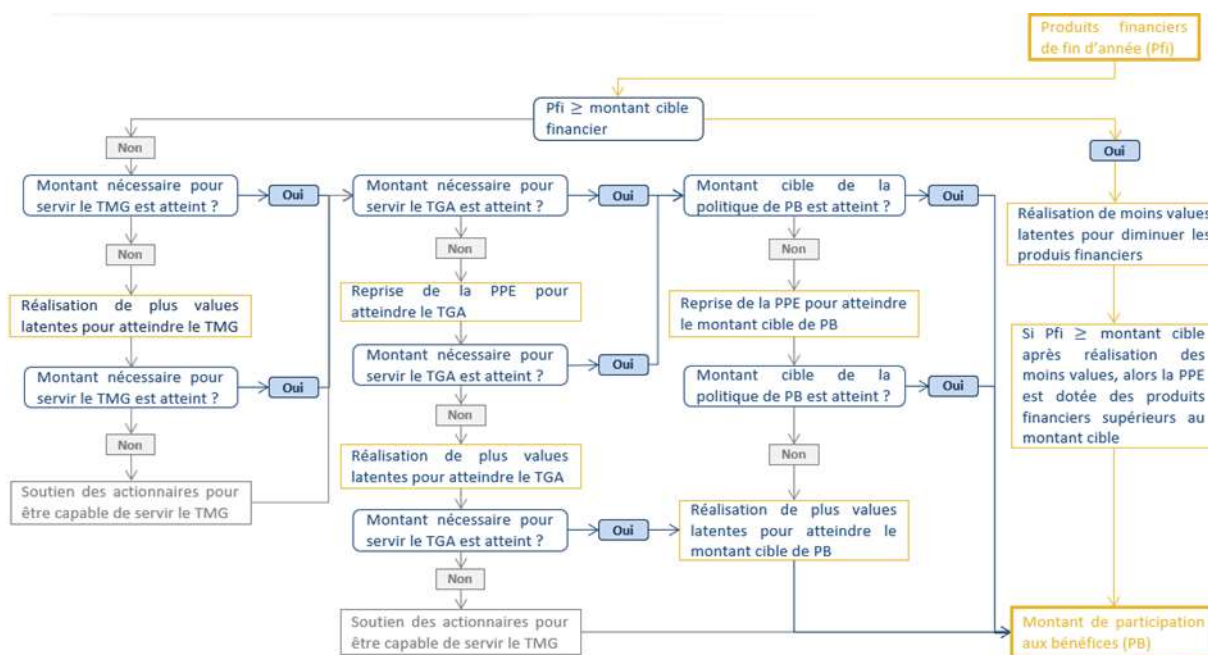 Produits financiers
de fin d'année (Pfi)
Pfi ≥ montant cible
financier
Non
Oui
Montant nécessaire pour
servir le TMG est atteint ?
Oui
Montant nécessaire pour
servir le TGA est atteint ?
Oui
Montant cible de la
politique de PB est atteint ?
Oui
Réalisation de moins values
latentes pour diminuer les
produis financiers
Non
Non
Non
Réalisation de plus values
latentes pour atteindre le TMG
Reprise de la PPE pour
atteindre le TGA
Reprise de la PPE pour atteindre
le montant cible de PB
Si Pfi ≥ montant cible
après réalisation des
moins values, alors la PPE
est dotée des produits
financiers supérieurs au
montant cible
Montant nécessaire pour
servir le TMG est atteint ?
Oui
Montant nécessaire pour
servir le TGA est atteint ?
Oui
Montant cible de la
politique de PB est atteint ?
Oui
Non
Non
Non
Soutien des actionnaires pour
être capable de servir le TMG
Réalisation de plus values
latentes pour atteindre le TGA
Montant nécessaire pour
servir le TGA est atteint ?
Oui
Réalisation de plus values
latentes pour atteindre le
montant cible de PB
Non
Soutien des actionnaires pour
être capable de servir le TMG
Montant de participation
aux bénéfices (PB)